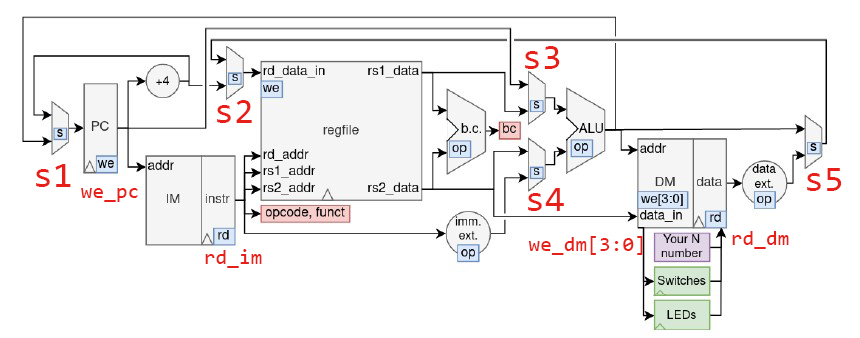 s1
s
PC
we
we_pc
+4
s
s2
addr
IM
instr
rd
rd_im
rd_data_in
we
rs1_data
regfile
rd_addr
rs1_addr
rs2_addr
rs2_data
opcode, funct
b.c.
op
bc
imm.
ext.
op
s3
s
s
s4
ALU
op
addr
DM
data
we[3:0]
data_in
rd
we_dm[3:0]
rd_dm
Your N
number
Switches
LEDs
data
ext.
op
s
s5